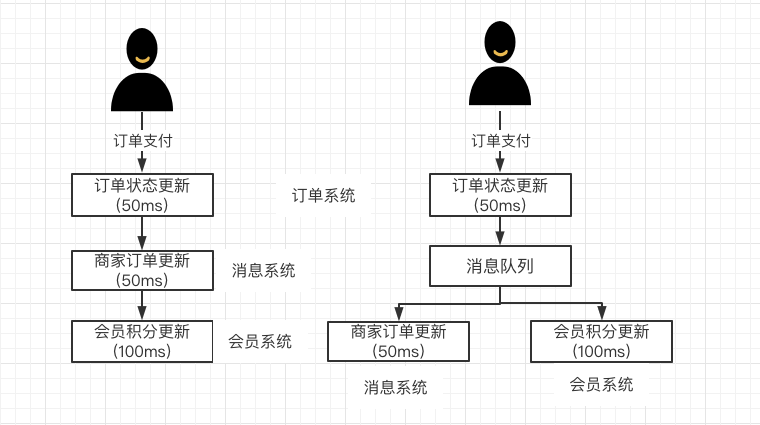 订单支付
订单支付
订单状态更新
(50ms)
订单系统
订单状态更新
(50ms)
商家订单更新
(50ms)
消息系统
消息队列
会员积分更新
(100ms)
会员系统
商家订单更新
(50ms)
会员积分更新
(100ms)
消息系统
会员系统